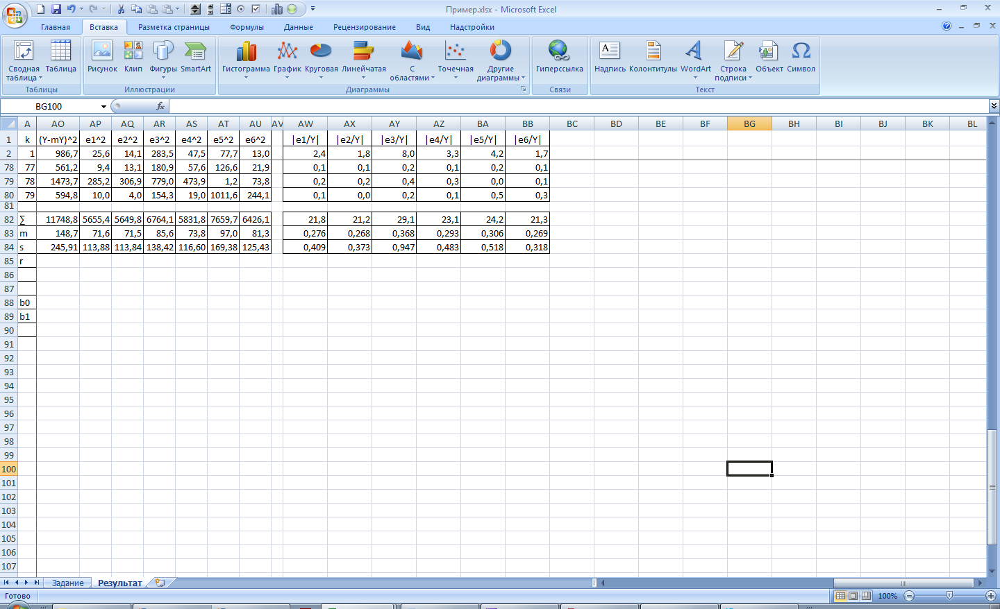 Пример.xlsx - Microsoft Excel
Главная Вставка Разметка страницы Формулы Данные Рецензирование Вид Надстройки
Сводная таблица Таблица Рисунок Клип Фигуры SmartArt Гистограмма График Круговая Линейчатая С областями Точечная Другие диаграммы Гиперссылка Надпись Колонтитулы WordArt Строка подписи Объект Символ
Таблицы Иллюстрации Диаграммы Связи Текст
BG100 fx
A AO AP AQ AR AS AT AU AV AW AX AY AZ BA BB BC BD BE BF BG BH BI BJ BK BL
1 k (Y-mY)^2 e1^2 e2^2 e3^2 e4^2 e5^2 e6^2 |e1/Y| |e2/Y| |e3/Y| |e4/Y| |e5/Y| |e6/Y|
2 1 986,7 25,6 14,1 283,5 47,5 77,7 13,0 2,4 1,8 8,0 3,3 4,2 1,7
78 77 561,2 9,4 13,1 180,9 57,6 126,6 21,9 0,1 0,1 0,2 0,1 0,2 0,1
79 78 1473,7 285,2 306,9 779,0 473,9 1,2 73,8 0,2 0,2 0,4 0,3 0,0 0,1
80 79 594,8 10,0 4,0 154,3 19,0 1011,6 244,1 0,1 0,0 0,2 0,1 0,5 0,3
81
82 ∑ 11748,8 5655,4 5649,8 6764,1 5831,8 7659,7 6426,1 21,8 21,2 29,1 23,1 24,2 21,3
83 m 148,7 71,6 71,5 85,6 73,8 97,0 81,3 0,276 0,268 0,368 0,293 0,306 0,269
84 s 245,91 113,88 113,84 138,42 116,60 169,38 125,43 0,409 0,373 0,947 0,483 0,518 0,318
85 r
86
87
88 b0
89 b1
90
91
92
93
94
95
96
97
98
99
100
101
102
103
104
105
106
107
Задание Результат
Готово 100%